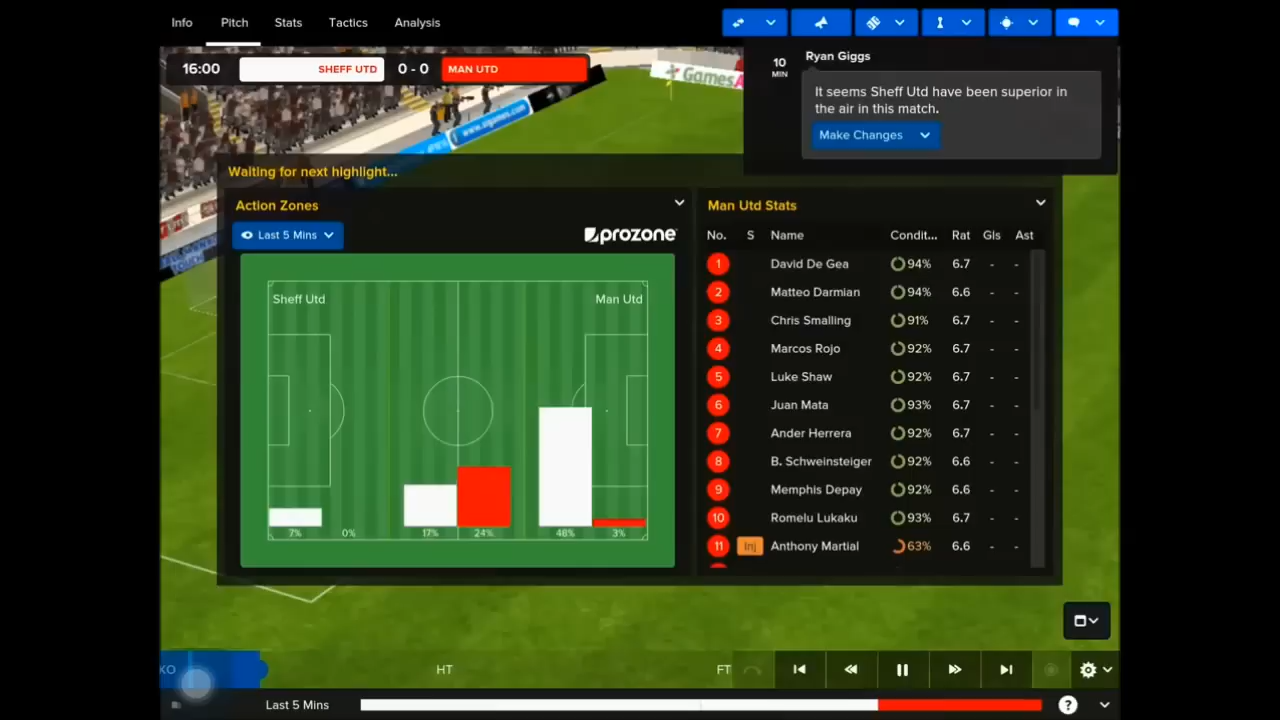 Info Pitch Stats Tactics Analysis
16:00 SHEFF UTD 0 - 0 MAN UTD
GamesA
www.sigames.com
10 MIN
Ryan Giggs
It seems Sheff Utd have been superior in
the air in this match.
Make Changes
Waiting for next highlight...
Action Zones
Last 5 Mins
prozone
Sheff Utd Man Utd
7% 0% 17% 24% 48% 3%
Man Utd Stats
No. S Name Condit... Rat Gls Ast
1 David De Gea 94% 6.7 - -
2 Matteo Darmian 94% 6.6 - -
3 Chris Smalling 91% 6.7 - -
4 Marcos Rojo 92% 6.7 - -
5 Luke Shaw 92% 6.7 - -
6 Juan Mata 93% 6.7 - -
7 Ander Herrera 92% 6.7 - -
8 B. Schweinsteiger 92% 6.6 - -
9 Memphis Depay 92% 6.6 - -
10 Romelu Lukaku 93% 6.7 - -
11 Inj Anthony Martial 63% 6.6 - -
KO HT FT
Last 5 Mins ?